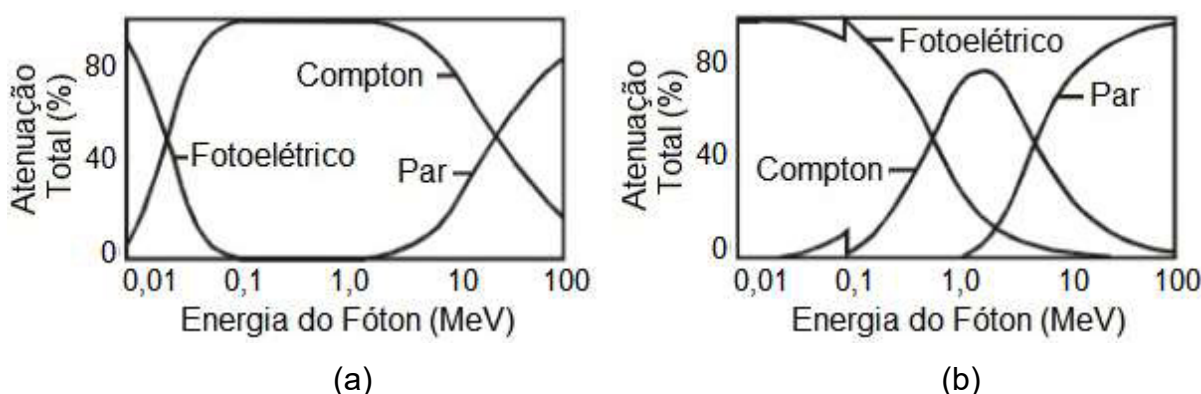 Atenuação
Total (%)
80
40
0
Fotoelétrico
Compton
Par
0,01 0,1 1,0 10 100
Energia do Fóton (MeV)
(a)
Atenuação
Total (%)
80
40
0
Fotoelétrico
Compton
Par
0,01 0,1 1,0 10 100
Energia do Fóton (MeV)
(b)